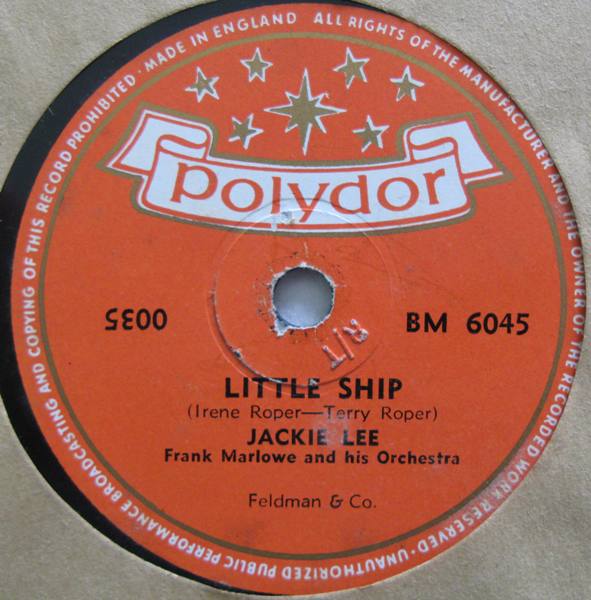 MADE IN ENGLAND ALL RIGHTS OF THE MANUFACTURER AND THE OWNER OF THE RECORDED WORK RESERVED · UNAUTHORIZED PUBLIC PERFORMANCE BROADCASTING AND COPYING OF THIS RECORD PROHIBITED ·
polydor
0035
BM 6045
R/T
LITTLE SHIP
(Irene Roper—Terry Roper)
JACKIE LEE
Frank Marlowe and his Orchestra
Feldman & Co.